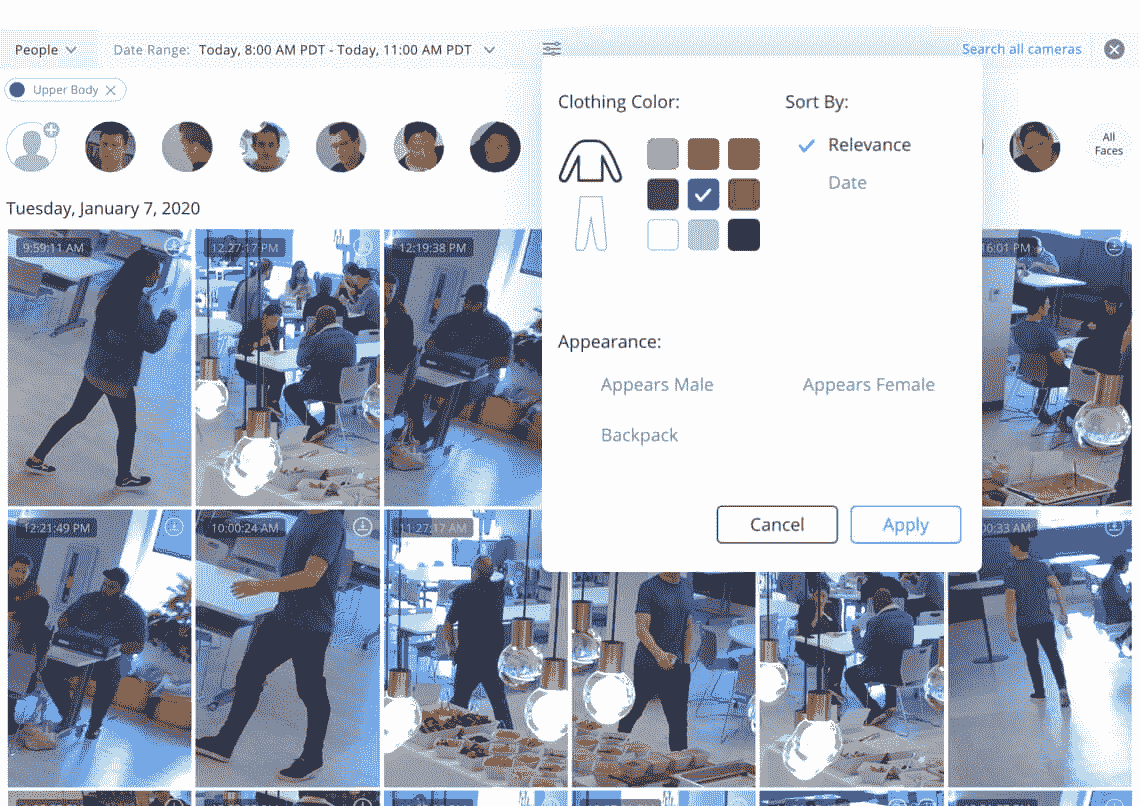 People
Date Range: Today, 8:00 AM PDT - Today, 11:00 AM PDT
Search all cameras
Upper Body
All
Faces
Clothing Color:
Sort By:
Relevance
Date
Appearance:
Appears Male
Appears Female
Backpack
Cancel
Apply
Tuesday, January 7, 2020
9:59:11 AM
12:27:17 PM
12:19:38 PM
16:01 PM
12:21:49 PM
10:00:24 AM
11:27:17 AM
00:33 AM